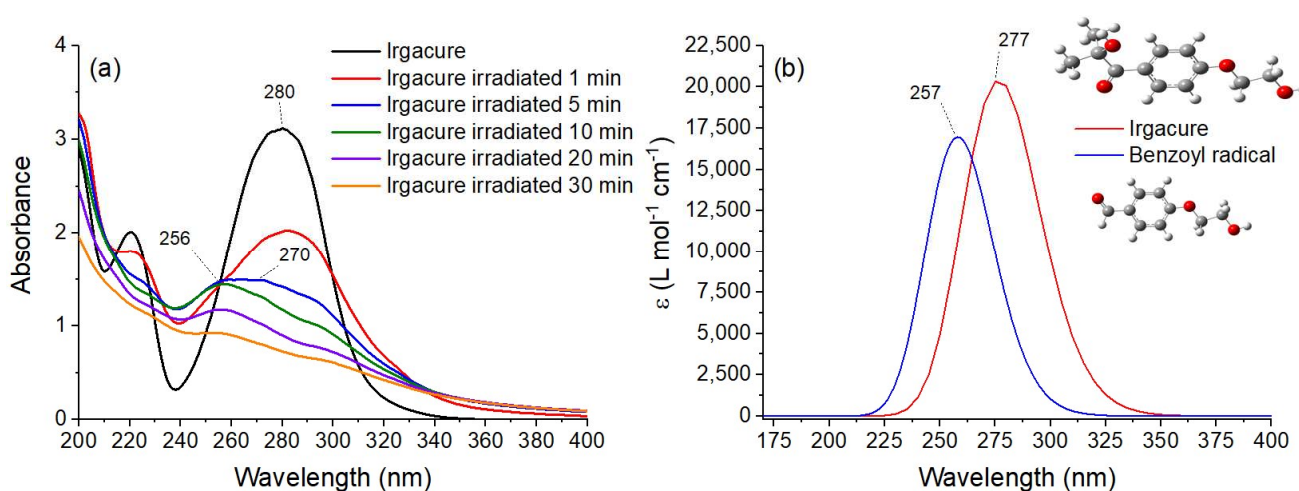 (a)
Irgacure
Irgacure irradiated 1 min
Irgacure irradiated 5 min
Irgacure irradiated 10 min
Irgacure irradiated 20 min
Irgacure irradiated 30 min
280
256
270
4
3
2
1
0
Absorbance
200 220 240 260 280 300 320 340 360 380 400
Wavelength (nm)
(b)
277
257
Irgacure
Benzoyl radical
22,500
20,000
17,500
15,000
12,500
10,000
7,500
5,000
2,500
0
ε (L mol⁻¹ cm⁻¹)
175 200 225 250 275 300 325 350 375 400
Wavelength (nm)